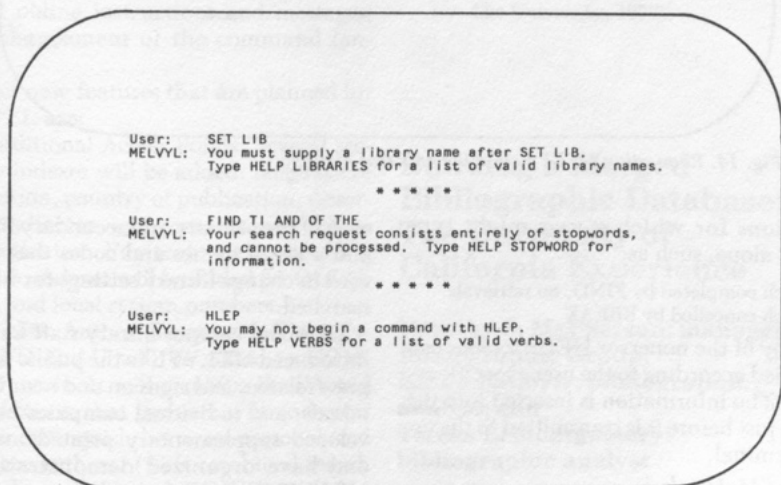 User: SET LIB
MELVYL: You must supply a library name after SET LIB.
Type HELP LIBRARIES for a list of valid library names.
* * * * *
User: FIND TI AND OF THE
MELVYL: Your search request consists entirely of stopwords,
and cannot be processed. Type HELP STOPWORD for
information.
* * * * *
User: HLEP
MELVYL: You may not begin a command with HLEP.
Type HELP VERBS for a list of valid verbs.